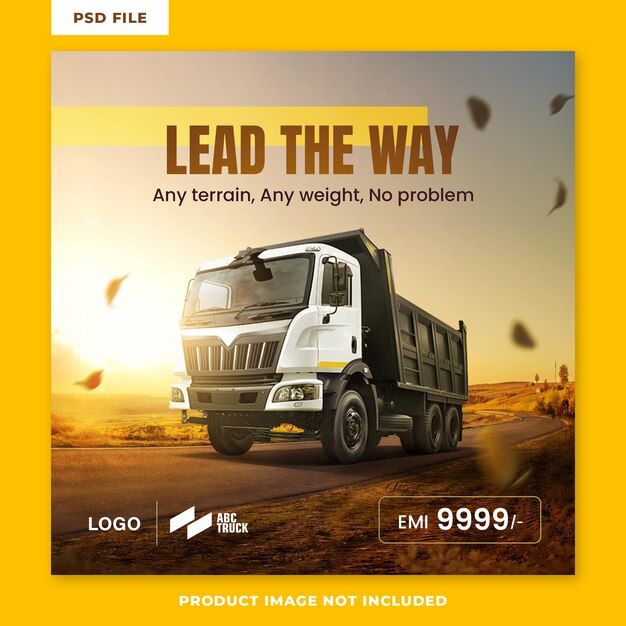 PSD FILE
LEAD THE WAY
Any terrain, Any weight, No problem
LOGO
ABC
TRUCK
EMI 9999/-
PRODUCT IMAGE NOT INCLUDED